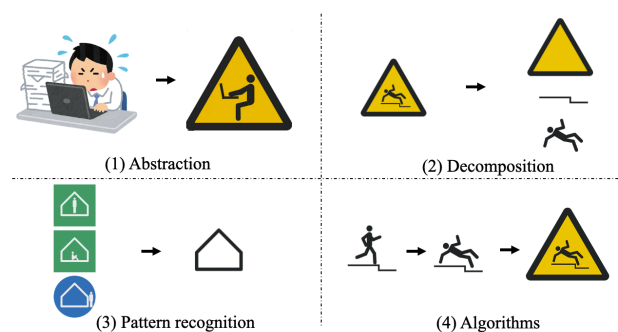 (1) Abstraction
(2) Decomposition
(3) Pattern recognition
(4) Algorithms